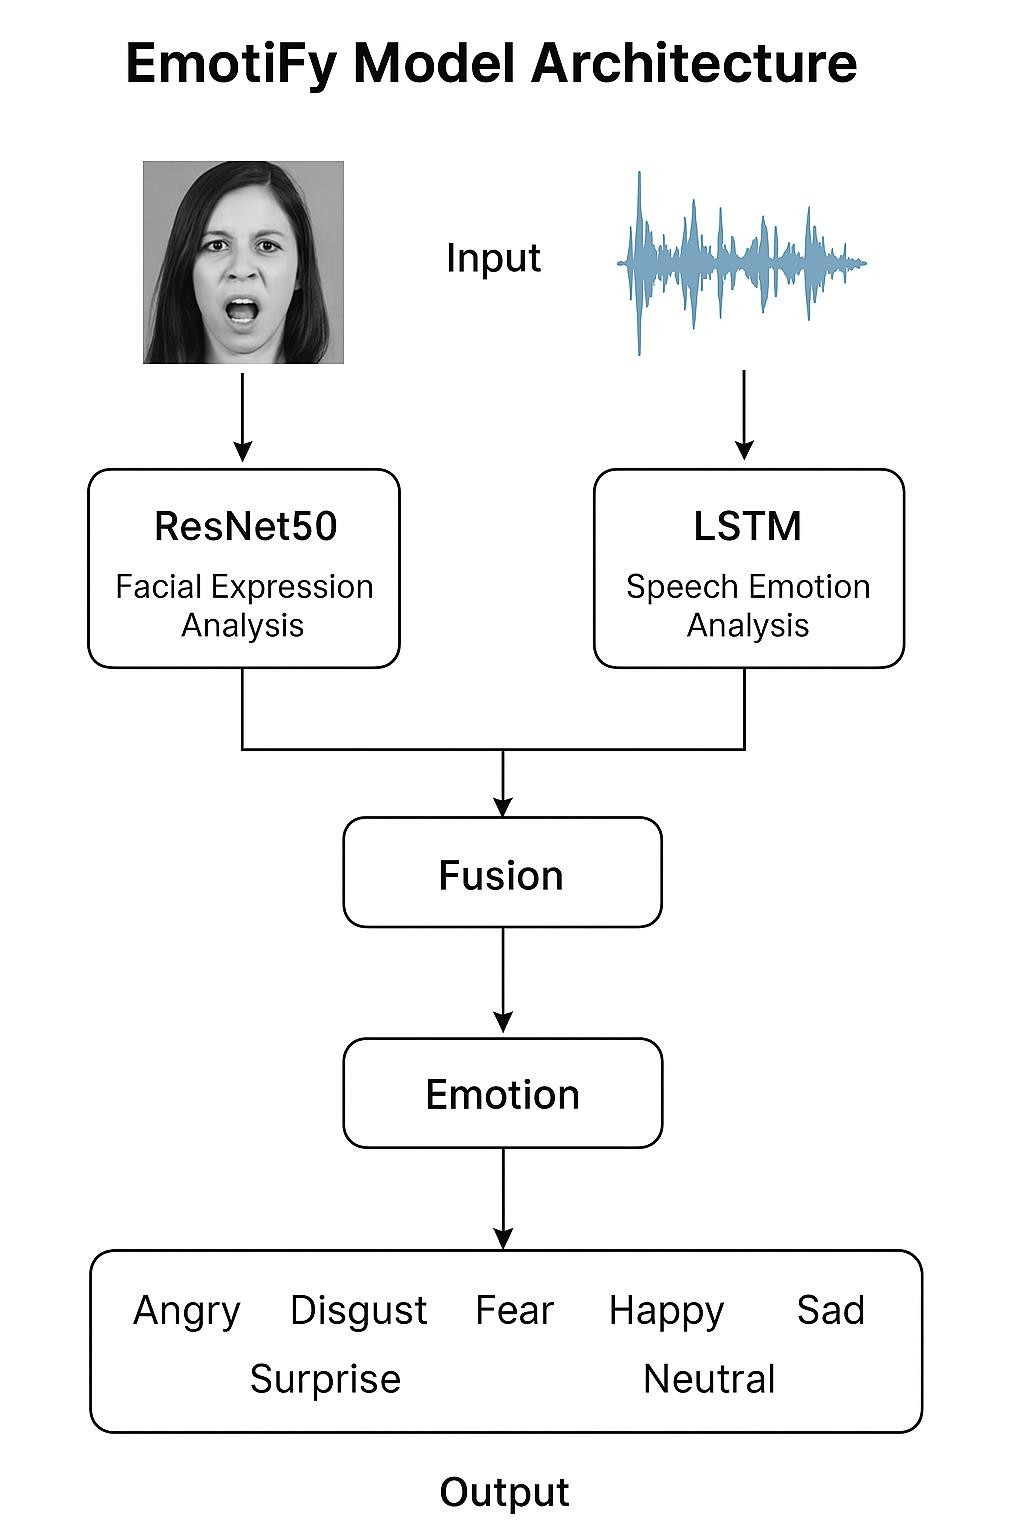 EmotiFy Model Architecture
Input
ResNet50
Facial Expression
Analysis
LSTM
Speech Emotion
Analysis
Fusion
Emotion
Angry Disgust Fear Happy Sad
Surprise Neutral
Output